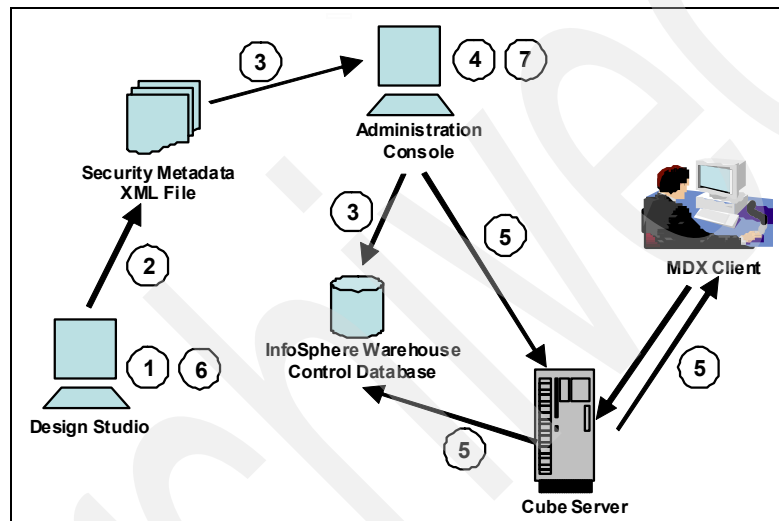 3
4
7
Administration
Console
Security Metadata
XML File
3
5
MDX Client
2
InfoSphere Warehouse
Control Database
1
6
5
Design Studio
5
Cube Server